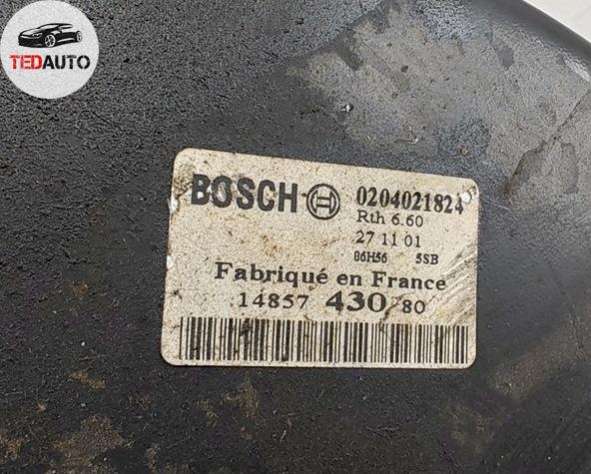 TEDAUTO
BOSCH 0204021824
Rth 6.60
27 11 01
86H56 5SB
Fabriqué en France
14857 430 80